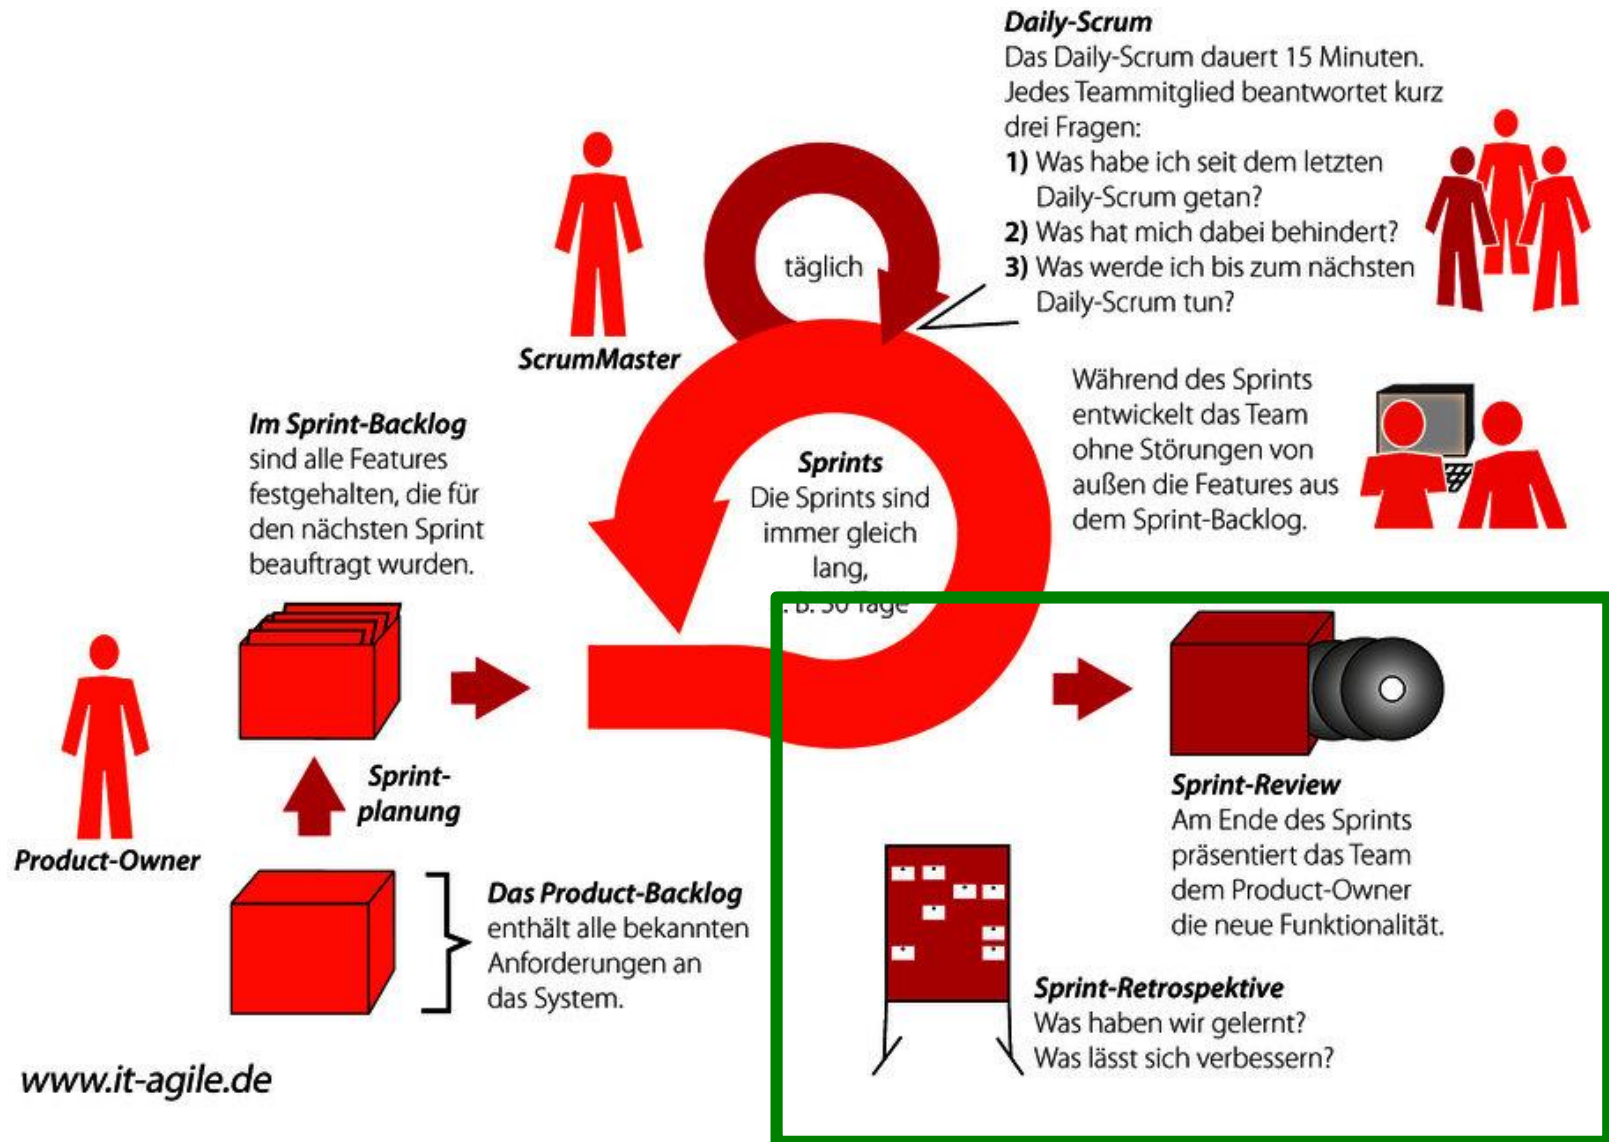 Daily-Scrum
Das Daily-Scrum dauert 15 Minuten.
Jedes Teammitglied beantwortet kurz
drei Fragen:
1) Was habe ich seit dem letzten
Daily-Scrum getan?
2) Was hat mich dabei behindert?
3) Was werde ich bis zum nächsten
Daily-Scrum tun?
täglich
ScrumMaster
Während des Sprints
entwickelt das Team
ohne Störungen von
außen die Features aus
dem Sprint-Backlog.
Im Sprint-Backlog
sind alle Features
festgehalten, die für
den nächsten Sprint
beauftragt wurden.
Sprints
Die Sprints sind
immer gleich
lang,
. B. 30 Tage
Sprint-
planung
Product-Owner
Das Product-Backlog
enthält alle bekannten
Anforderungen an
das System.
Sprint-Review
Am Ende des Sprints
präsentiert das Team
dem Product-Owner
die neue Funktionalität.
Sprint-Retrospektive
Was haben wir gelernt?
Was lässt sich verbessern?
www.it-agile.de